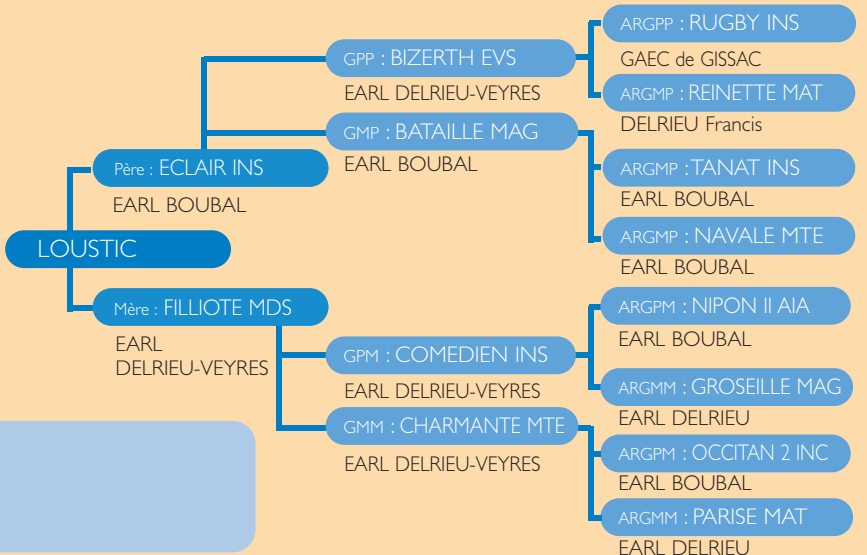 ARGPP : RUGBY INS
GAEC de GISSAC
GPP : BIZERTH EVS
EARL DELRIEU-VEYRES
ARGMP : REINETTE MAT
DELRIEU Francis
GMP : BATAILLE MAG
EARL BOUBAL
Père : ECLAIR INS
EARL BOUBAL
ARGMP : TANAT INS
EARL BOUBAL
ARGMP : NAVALE MTE
EARL BOUBAL
LOUSTIC
Mère : FILLIOTE MDS
EARL
DELRIEU-VEYRES
ARGPM : NIPON II AIA
EARL BOUBAL
GPM : COMEDIEN INS
EARL DELRIEU-VEYRES
ARGMM : GROSEILLE MAG
EARL DELRIEU
GMM : CHARMANTE MTE
EARL DELRIEU-VEYRES
ARGPM : OCCITAN 2 INC
EARL BOUBAL
ARGMM : PARISE MAT
EARL DELRIEU